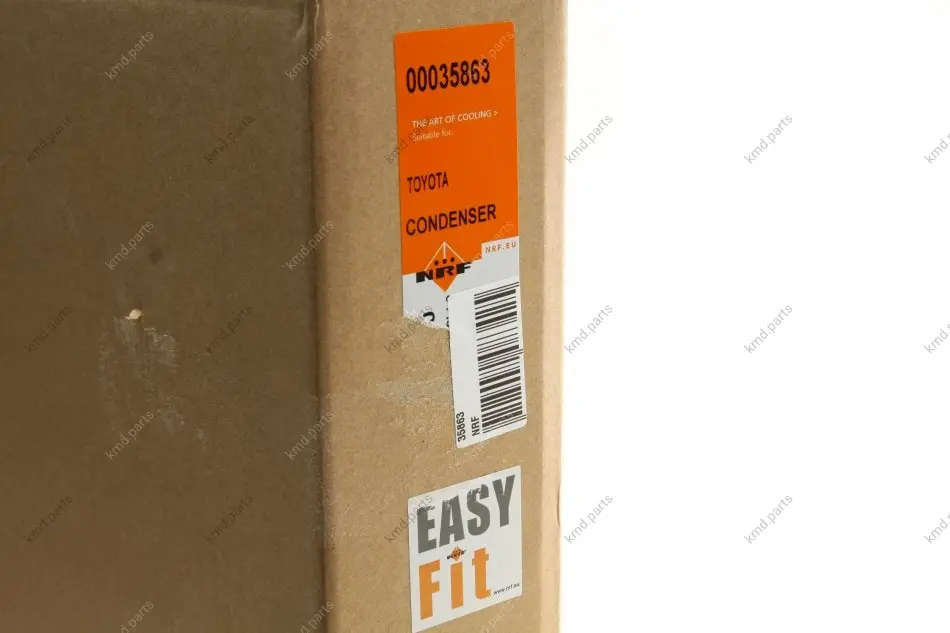 00035863
THE ART OF COOLING >
Suitable for:
TOYOTA
CONDENSER
NRF.EU
NRF
35863
NRF
EASY
NRF
Fit
www.nrf.eu
kmd.parts